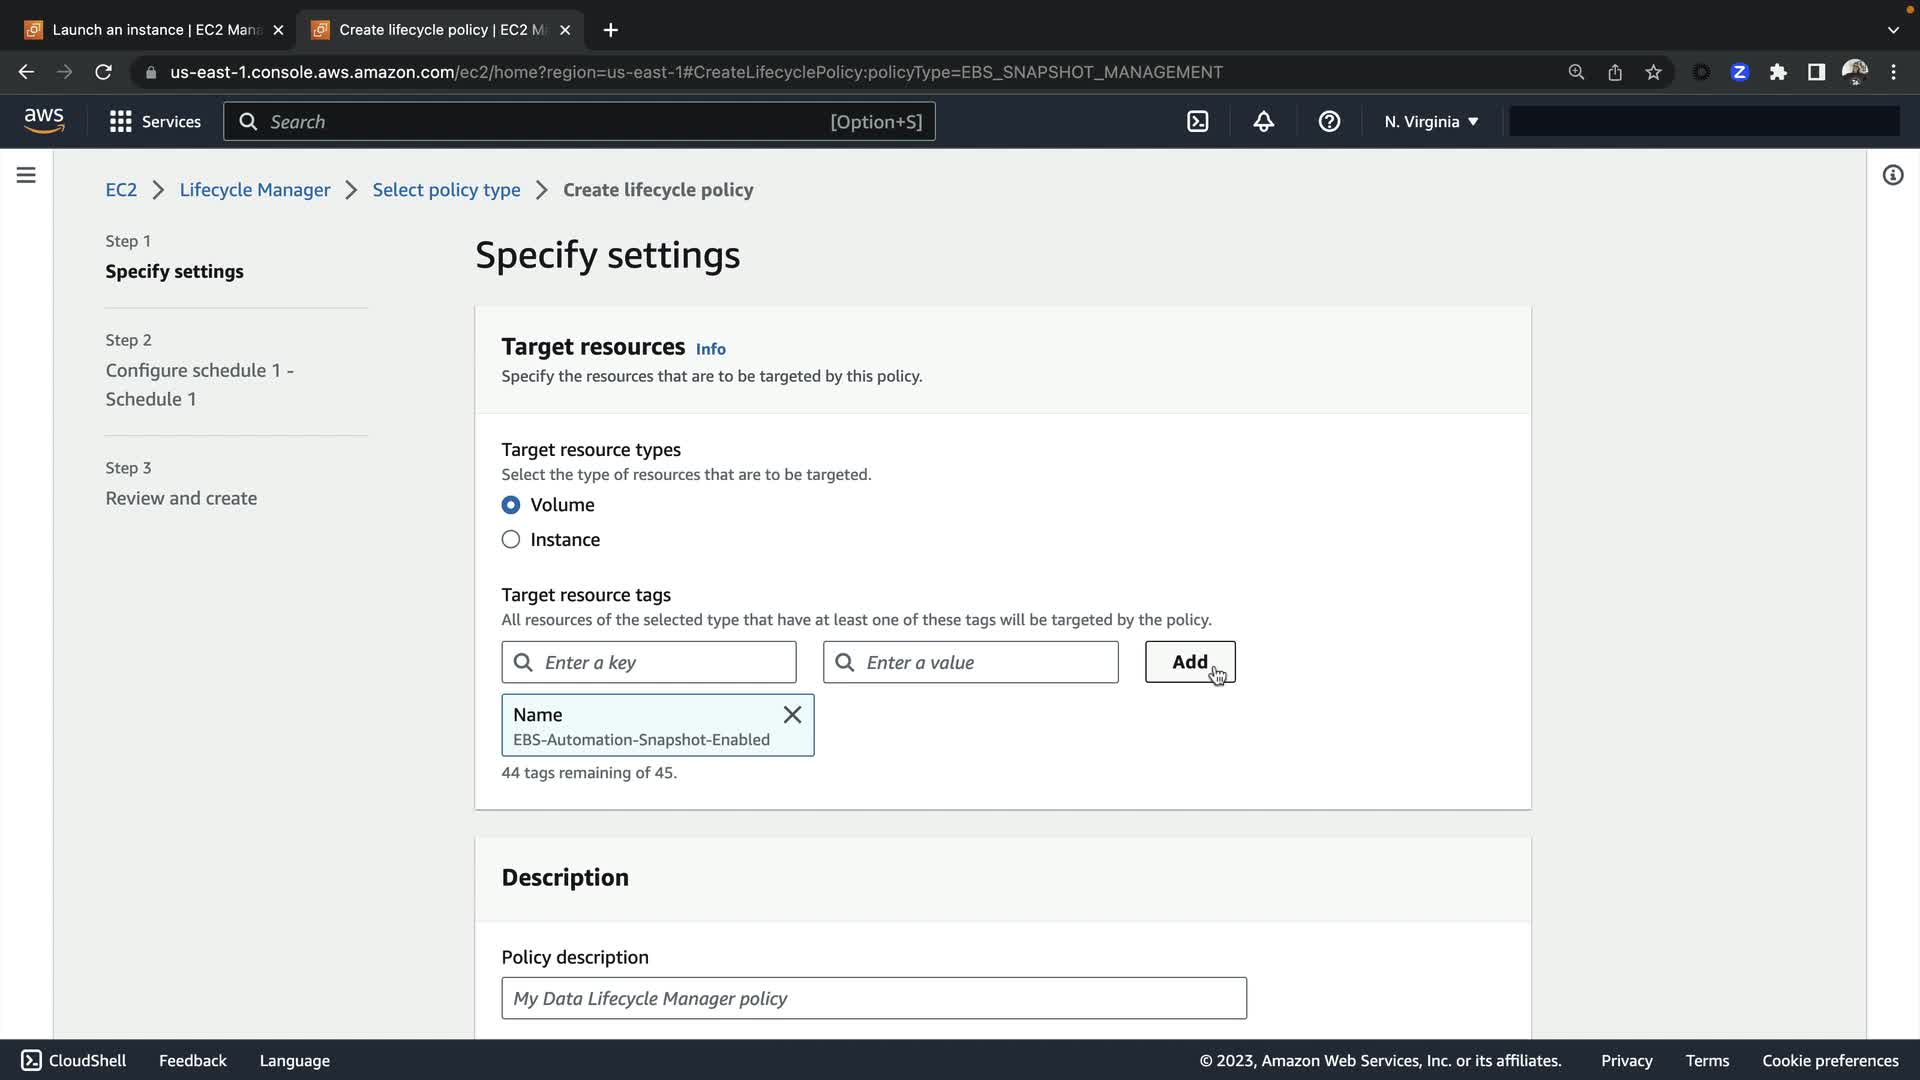 Launch an instance | EC2 Mana
Create lifecycle policy | EC2 M
us-east-1.console.aws.amazon.com/ec2/home?region=us-east-1#CreateLifecyclePolicy:policyType=EBS_SNAPSHOT_MANAGEMENT
Z
aws
Services
Search
[Option+S]
N. Virginia
EC2
Lifecycle Manager
Select policy type
Create lifecycle policy
Step 1
Specify settings
Step 2
Configure schedule 1 -
Schedule 1
Step 3
Review and create
Specify settings
Target resources Info
Specify the resources that are to be targeted by this policy.
Target resource types
Select the type of resources that are to be targeted.
Volume
Instance
Target resource tags
All resources of the selected type that have at least one of these tags will be targeted by the policy.
Enter a key
Enter a value
Add
Name
EBS-Automation-Snapshot-Enabled
44 tags remaining of 45.
Description
Policy description
My Data Lifecycle Manager policy
CloudShell
Feedback
Language
© 2023, Amazon Web Services, Inc. or its affiliates.
Privacy
Terms
Cookie preferences